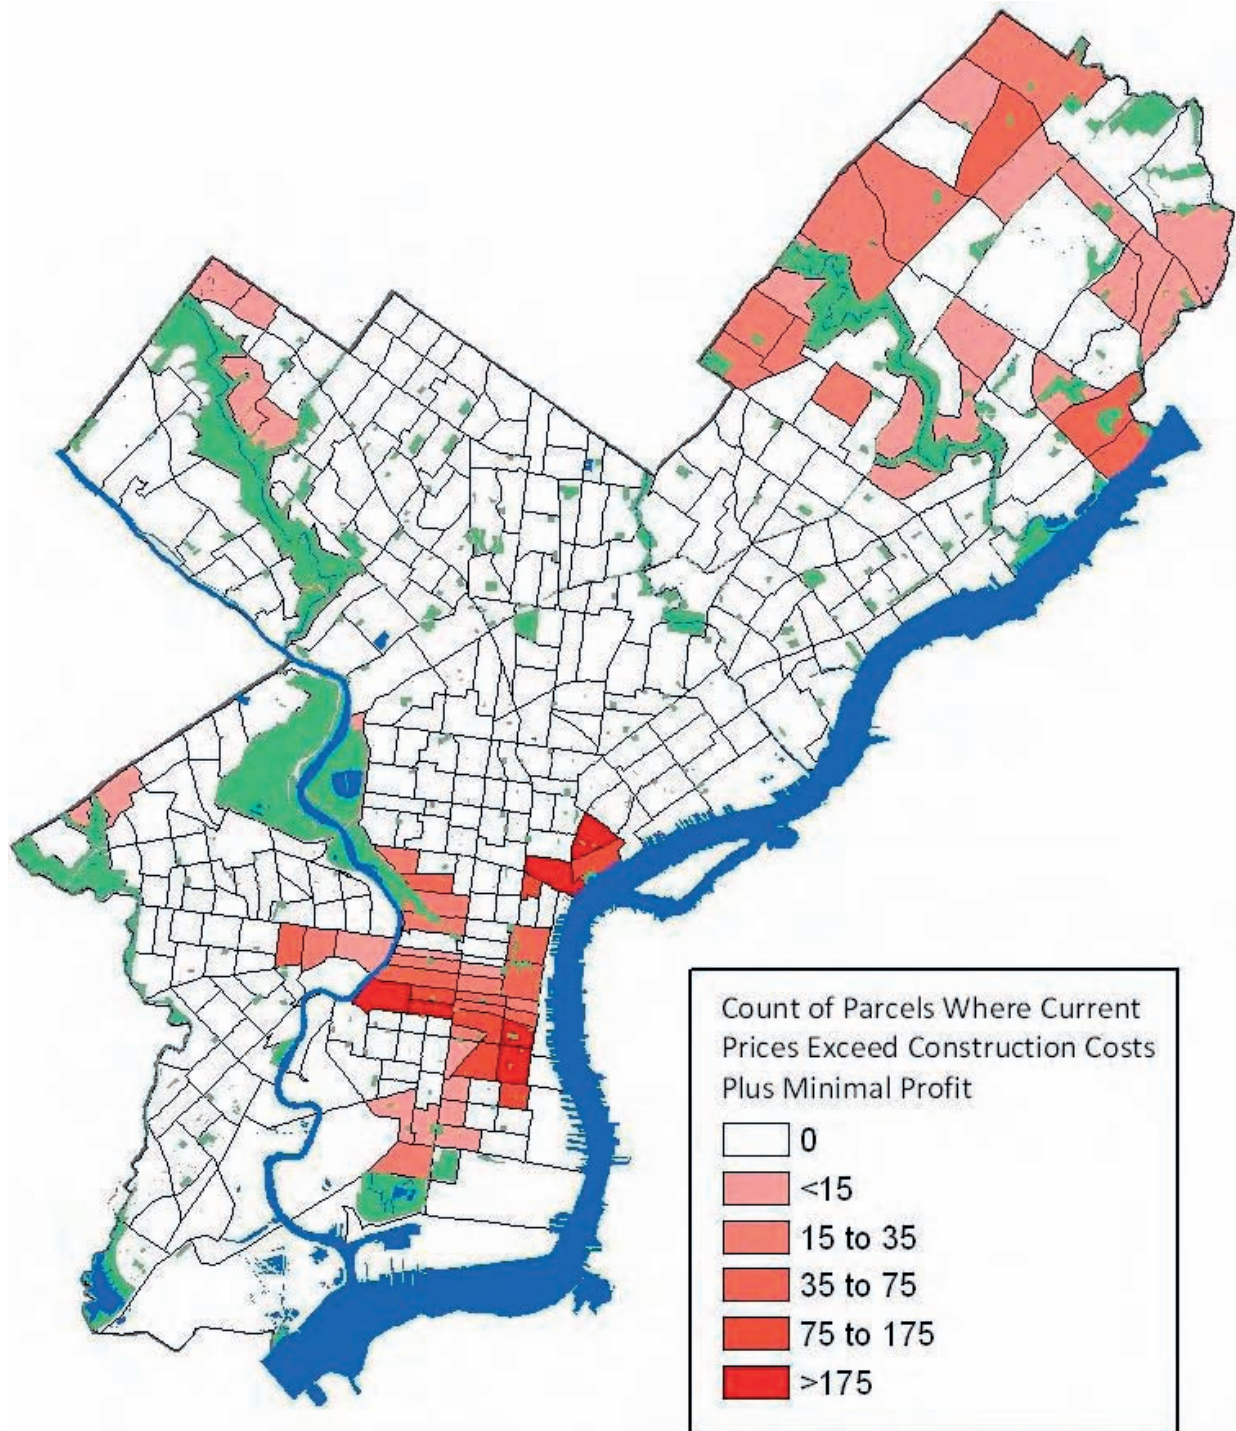 Count of Parcels Where Current
Prices Exceed Construction Costs
Plus Minimal Profit
0
<15
15 to 35
35 to 75
75 to 175
>175